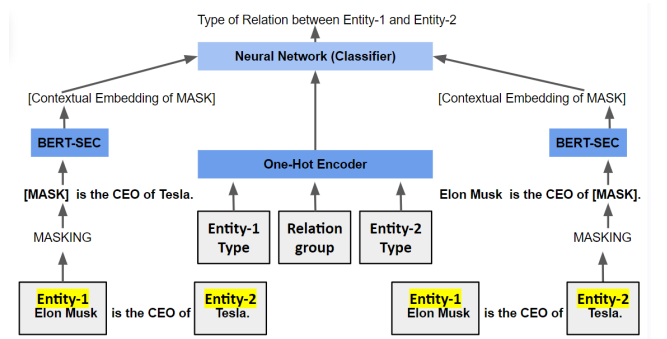 Type of Relation between Entity-1 and Entity-2
Neural Network (Classifier)
[Contextual Embedding of MASK]
[Contextual Embedding of MASK]
BERT-SEC
BERT-SEC
One-Hot Encoder
[MASK] is the CEO of Tesla.
Elon Musk is the CEO of [MASK].
Entity-1
Type
Relation
group
Entity-2
Type
MASKING
MASKING
Entity-1
Elon Musk is the CEO of
Entity-2
Tesla.
Entity-1
Elon Musk is the CEO of
Entity-2
Tesla.